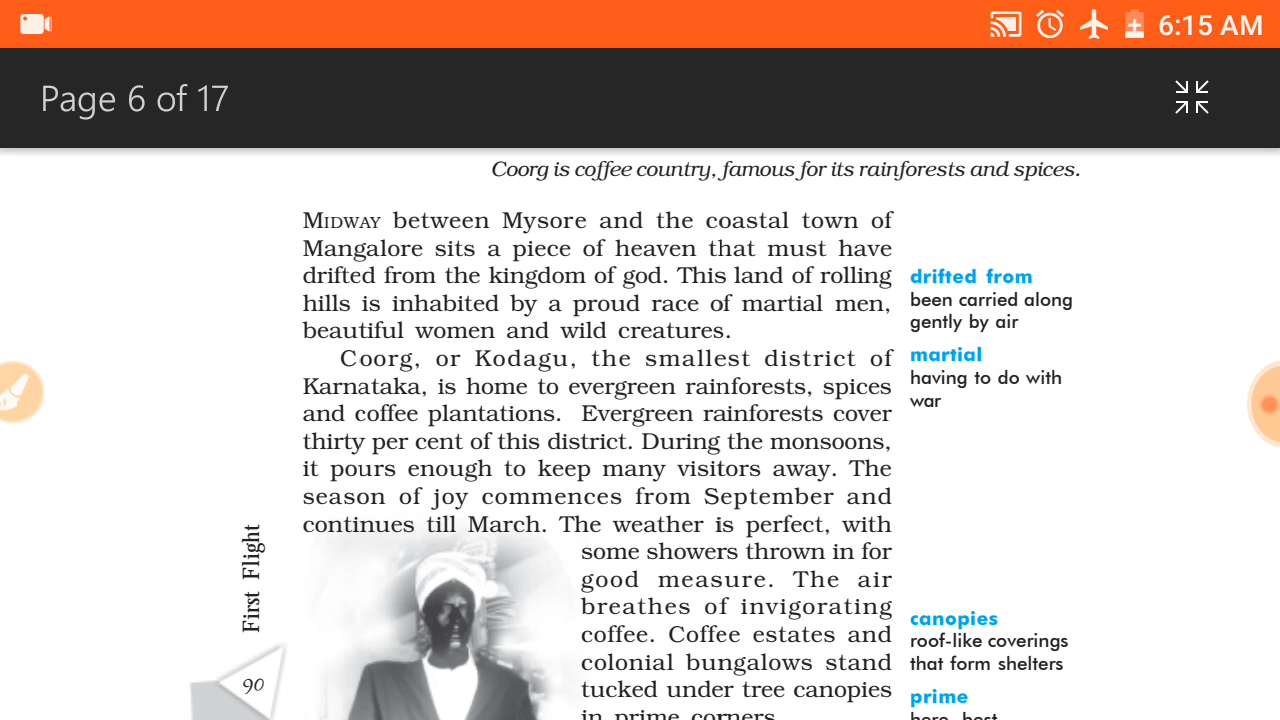 6:15 AM
Page 6 of 17
Coorg is coffee country, famous for its rainforests and spices.
MIDWAY between Mysore and the coastal town of
Mangalore sits a piece of heaven that must have
drifted from the kingdom of god. This land of rolling
hills is inhabited by a proud race of martial men,
beautiful women and wild creatures.
Coorg, or Kodagu, the smallest district of
Karnataka, is home to evergreen rainforests, spices
and coffee plantations. Evergreen rainforests cover
thirty per cent of this district. During the monsoons,
it pours enough to keep many visitors away. The
season of joy commences from September and
continues till March. The weather is perfect, with
some showers thrown in for
good measure. The air
breathes of invigorating
coffee. Coffee estates and
colonial bungalows stand
tucked under tree canopies
in prime corners.
drifted from
been carried along
gently by air
martial
having to do with
war
canopies
roof-like coverings
that form shelters
prime
here, best
First Flight
90